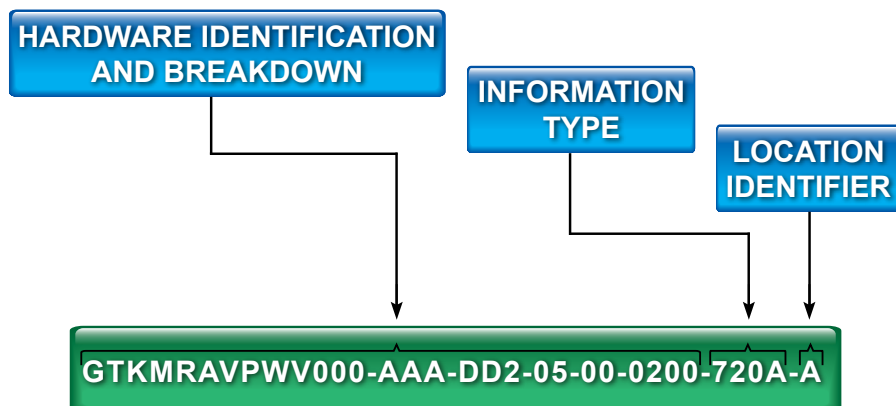 HARDWARE IDENTIFICATION
AND BREAKDOWN
INFORMATION
TYPE
LOCATION
IDENTIFIER
GTKMRAVPWV000-AAA-DD2-05-00-0200-720A-A